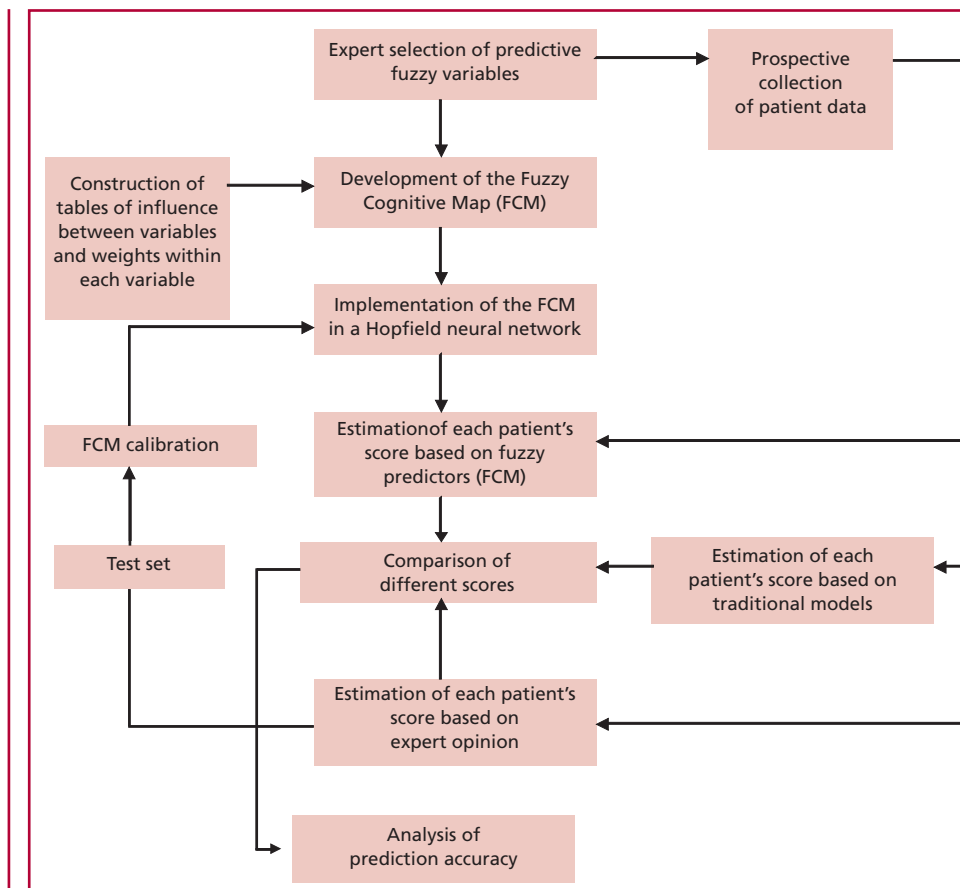 Expert selection of predictive
fuzzy variables
Prospective
collection
of patient data
Construction of
tables of influence
between variables
and weights within
each variable
Development of the Fuzzy
Cognitive Map (FCM)
Implementation of the FCM
in a Hopfield neural network
FCM calibration
Estimationof each patient's
score based on fuzzy
predictors (FCM)
Test set
Comparison of
different scores
Estimation of each
patient's score based on
traditional models
Estimation of each patient's
score based on
expert opinion
Analysis of
prediction accuracy